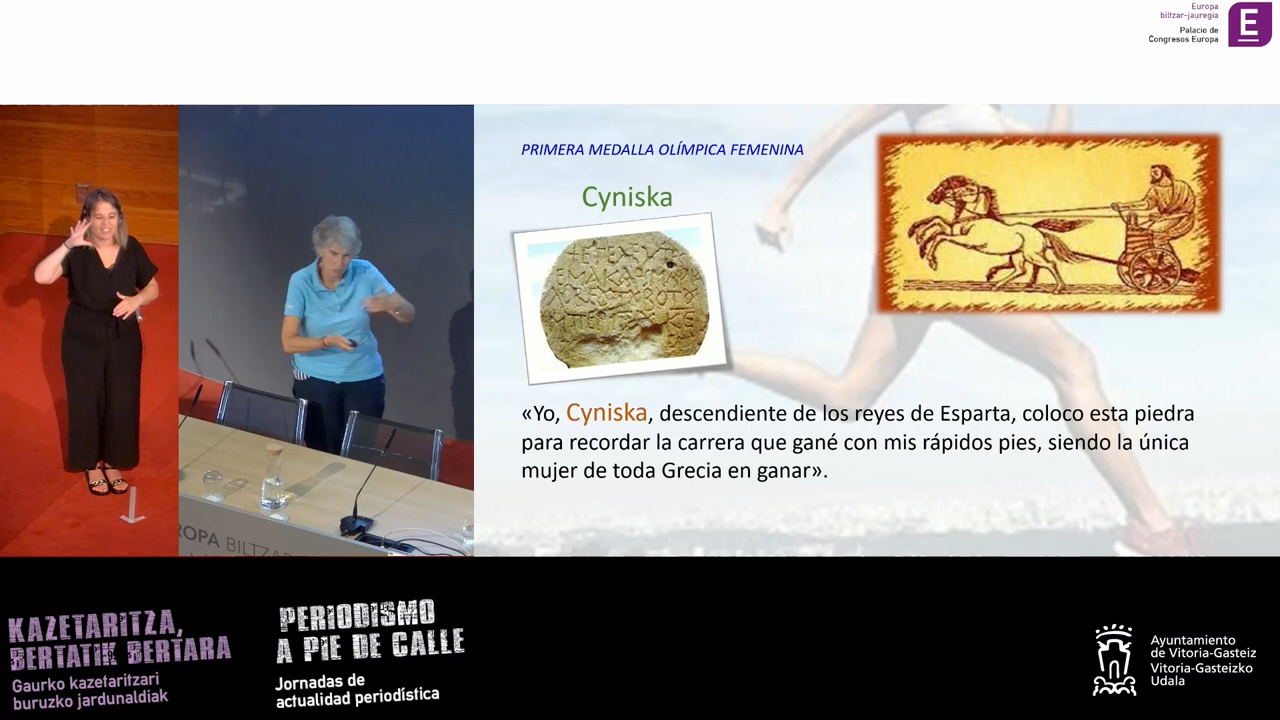 Europa
biltzar-jauregia
Palacio de
Congresos Europa
E
PRIMERA MEDALLA OLÍMPICA FEMENINA
Cyniska
«Yo, Cyniska, descendiente de los reyes de Esparta, coloco esta piedra
para recordar la carrera que gané con mis rápidos pies, siendo la única
mujer de toda Grecia en ganar».
ROPA BILTZAR
KAZETARITZA,
BERTATIK BERTARA
Gaurko kazetaritzari
buruzko jardunaldiak
PERIODISMO
A PIE DE CALLE
Jornadas de
actualidad periodística
Ayuntamiento
de Vitoria-Gasteiz
Vitoria-Gasteizko
Udala